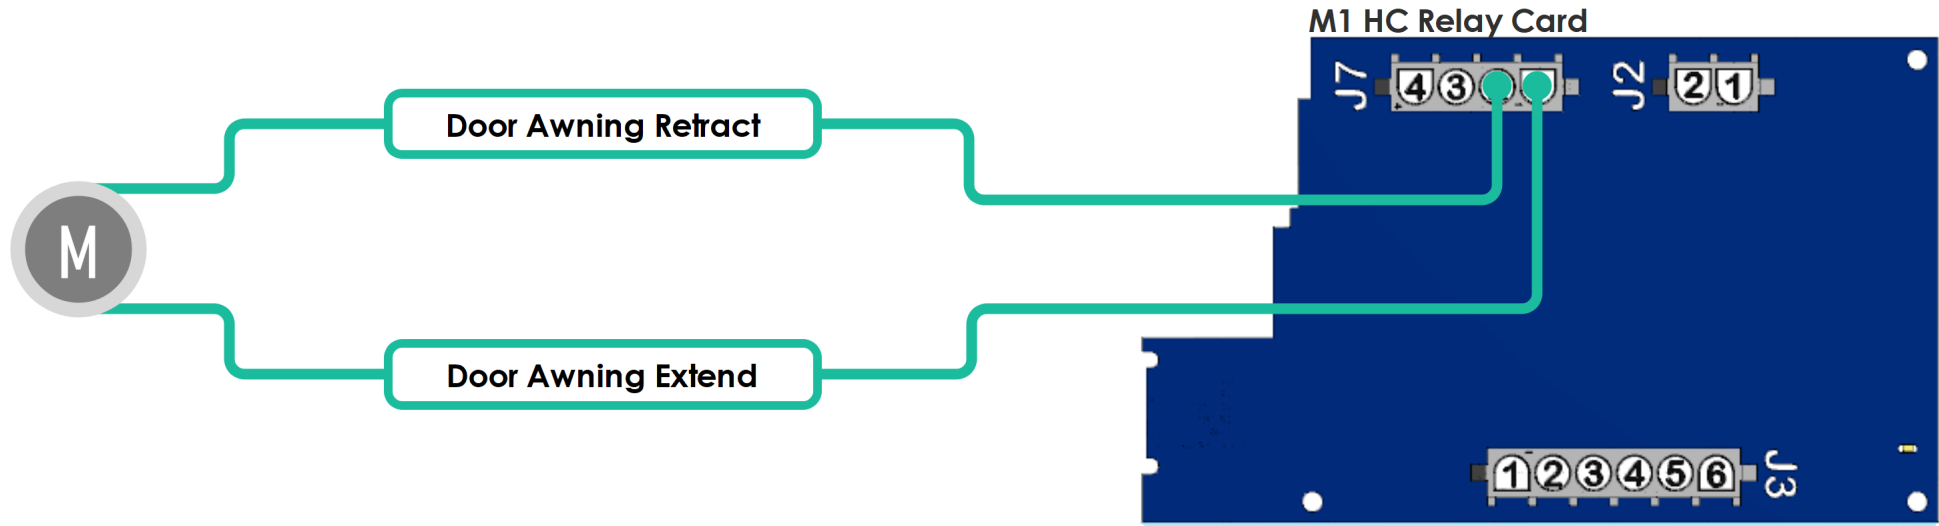 M1 HC Relay Card
J7
4 3
J2
2 1
Door Awning Retract
M
Door Awning Extend
1 2 3 4 5 6
J3